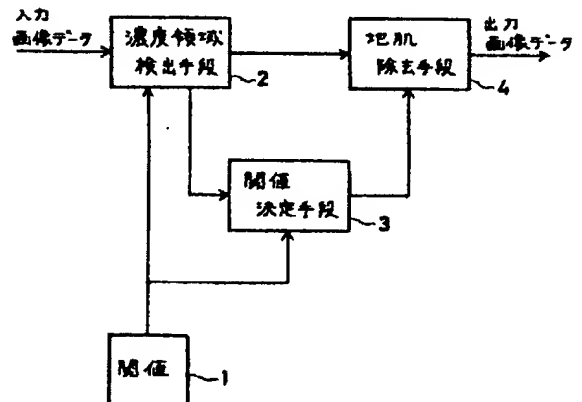 入力
画像データ
濃度領域
検出手段
2
地肌
除去手段
4
出力
画像データ
閾値
決定手段
3
閾値
1